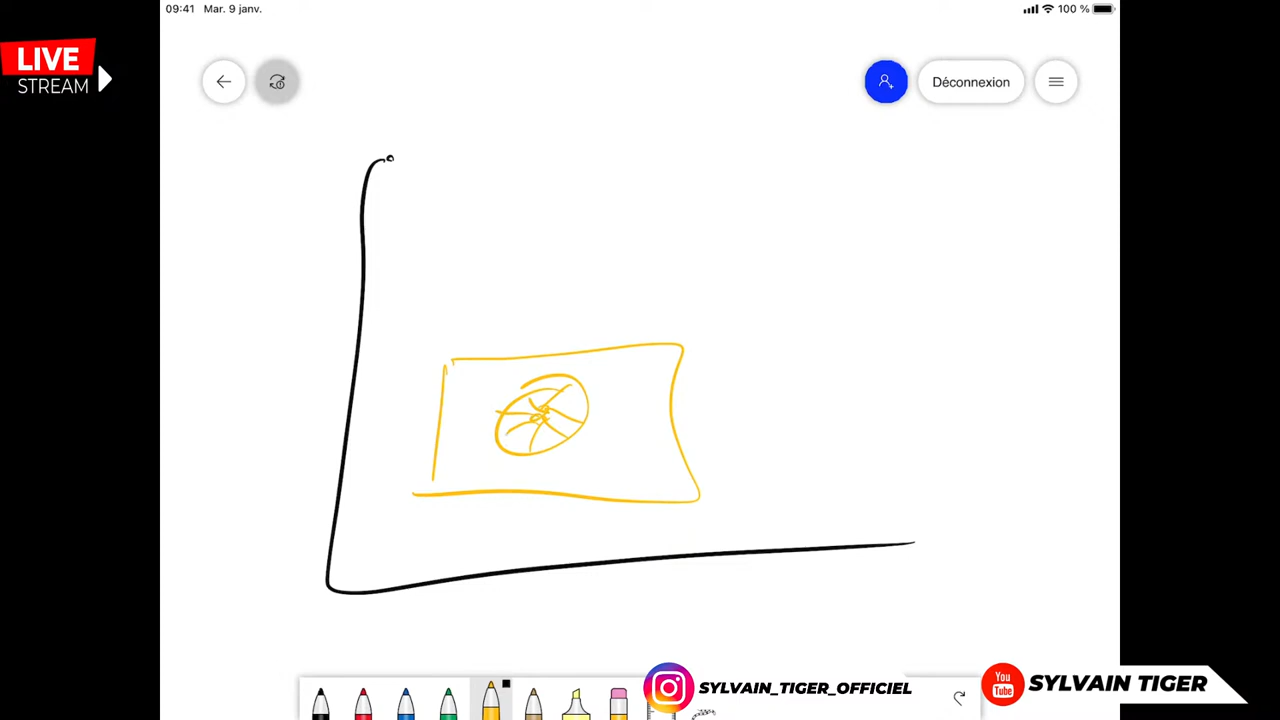 09:41 Mar. 9 janv.
100 %
LIVE
STREAM
Déconnexion
SYLVAIN_TIGER_OFFICIEL
You
Tube
SYLVAIN TIGER